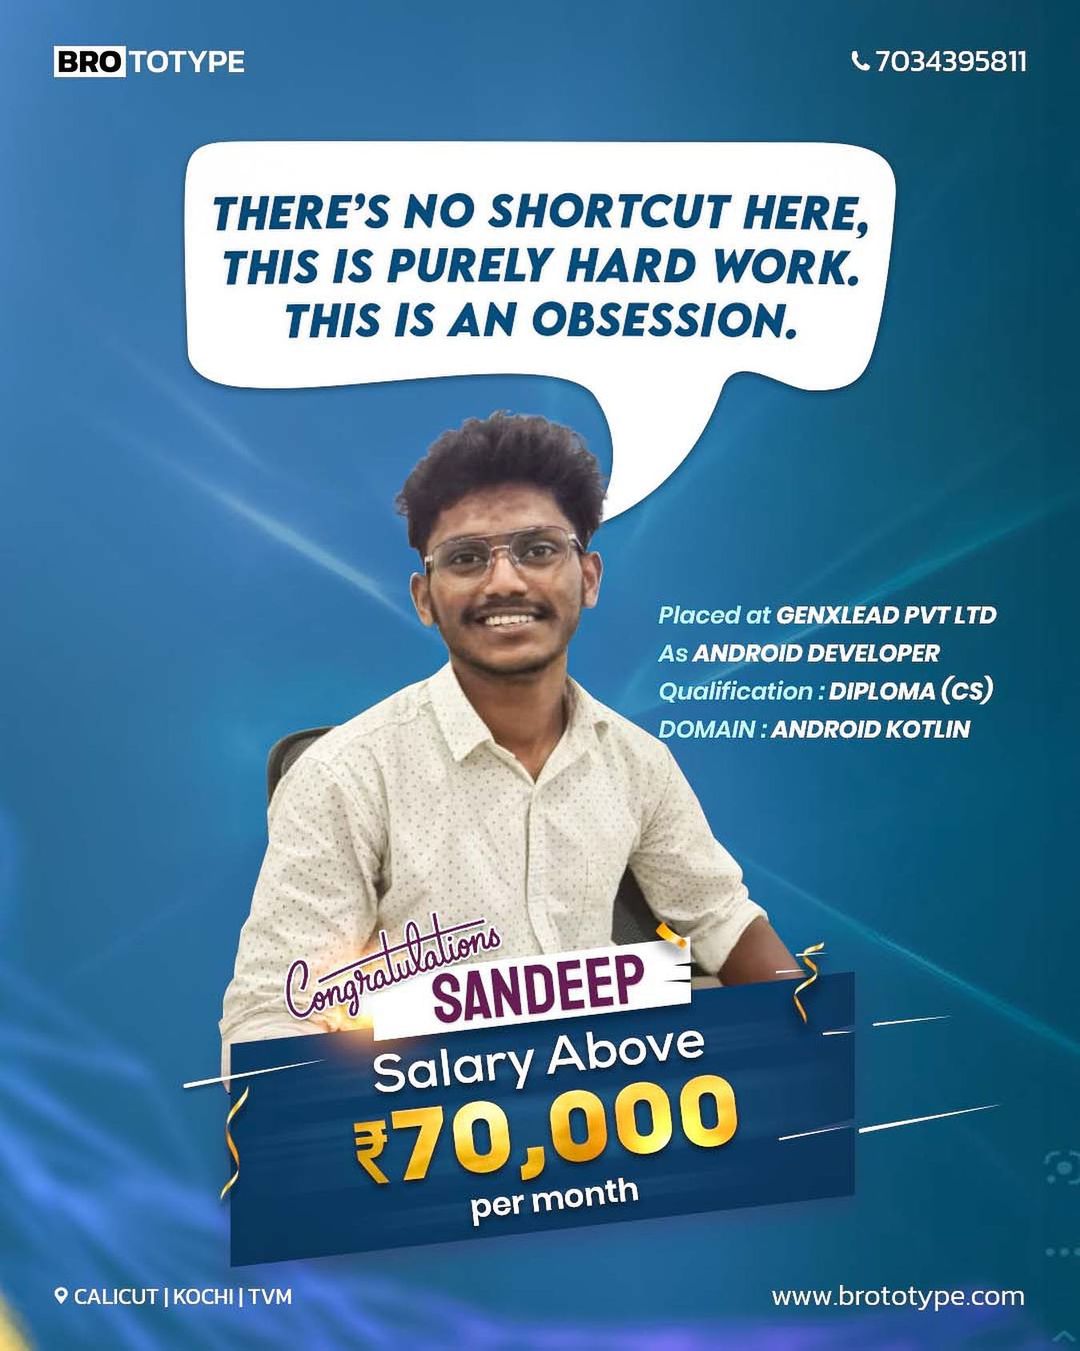 BROTOTYPE
7034395811
THERE'S NO SHORTCUT HERE,
THIS IS PURELY HARD WORK.
THIS IS AN OBSESSION.
Placed at GENXLEAD PVT LTD
As ANDROID DEVELOPER
Qualification : DIPLOMA (CS)
DOMAIN : ANDROID KOTLIN
Congratulations
SANDEEP
Salary Above
₹70,000
per month
CALICUT | KOCHI | TVM
www.brototype.com